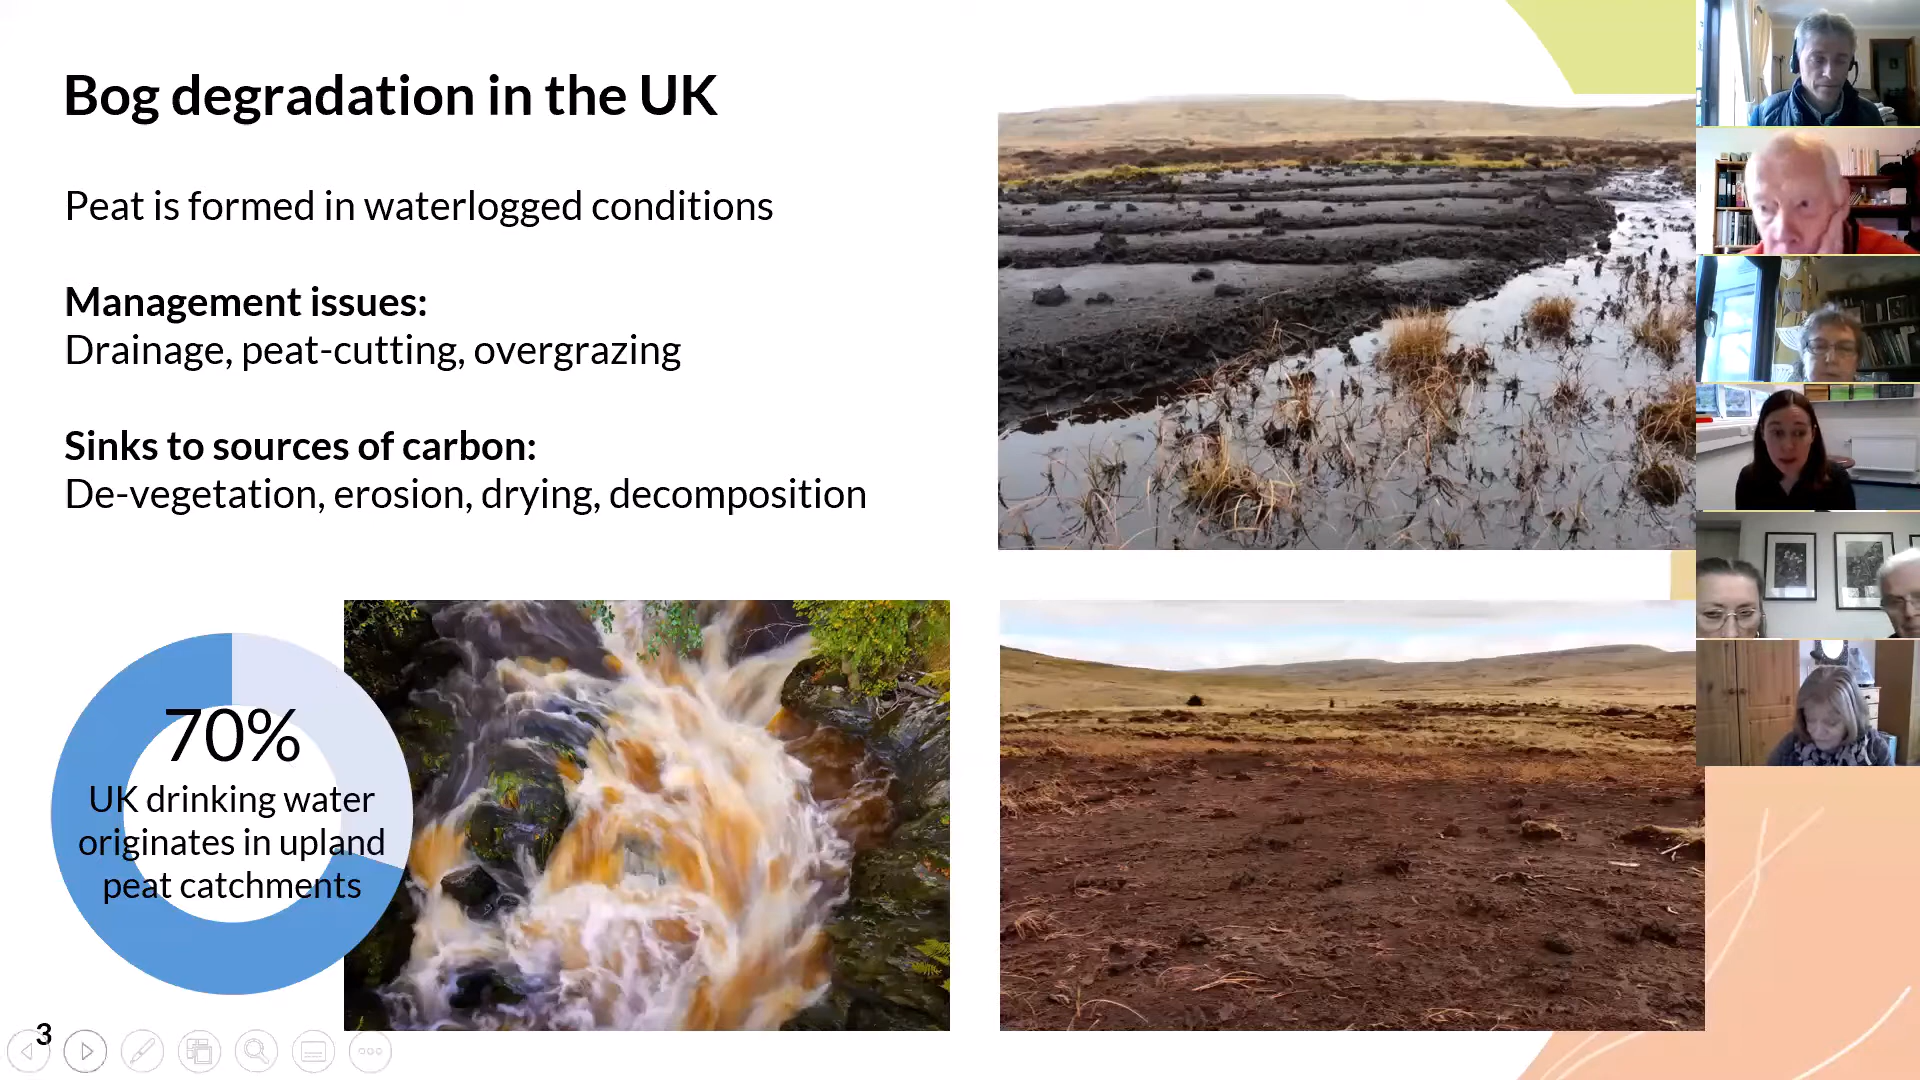 Bog degradation in the UK
Peat is formed in waterlogged conditions
Management issues:
Drainage, peat-cutting, overgrazing
Sinks to sources of carbon:
De-vegetation, erosion, drying, decomposition
70%
UK drinking water
originates in upland
peat catchments
3